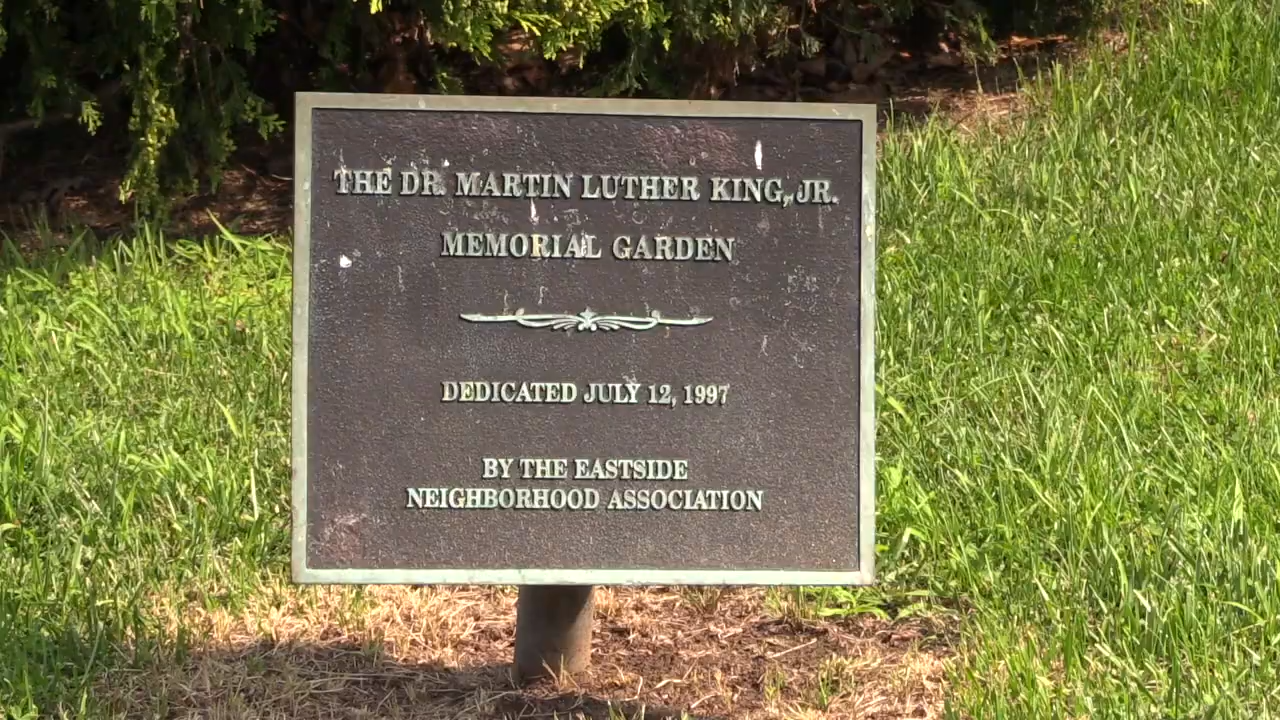 THE DR. MARTIN LUTHER KING, JR.
MEMORIAL GARDEN
DEDICATED JULY 12, 1997
BY THE EASTSIDE
NEIGHBORHOOD ASSOCIATION